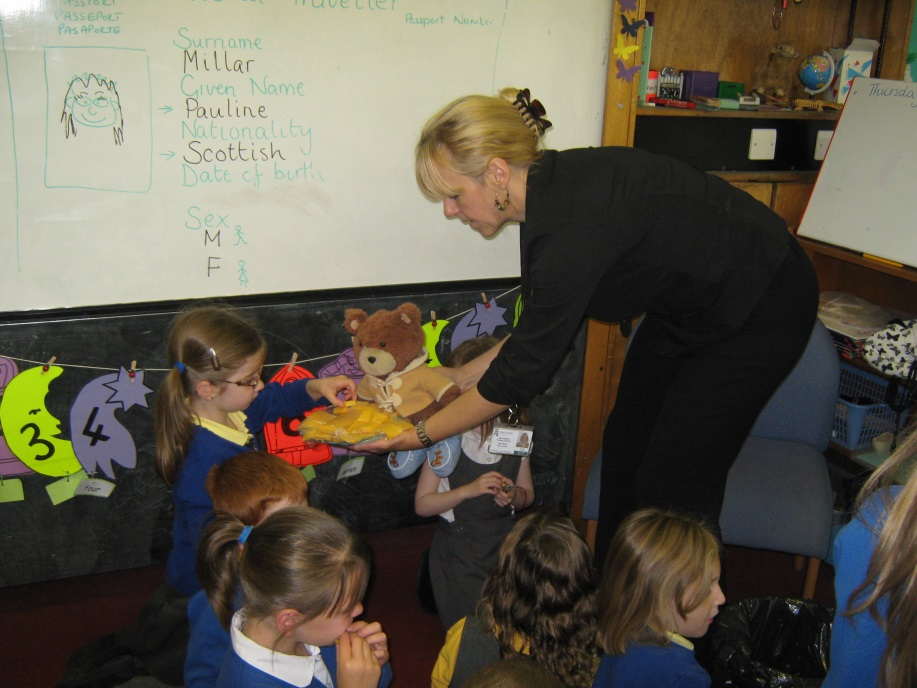 PASSPORT
PASSEPORT
PASAPORTE
Traveller
Passport Number
Surname
Millar
Given Name
Pauline
Nationality
Scottish
Date of birth
Sex
M
F
Thursday
3
4
four